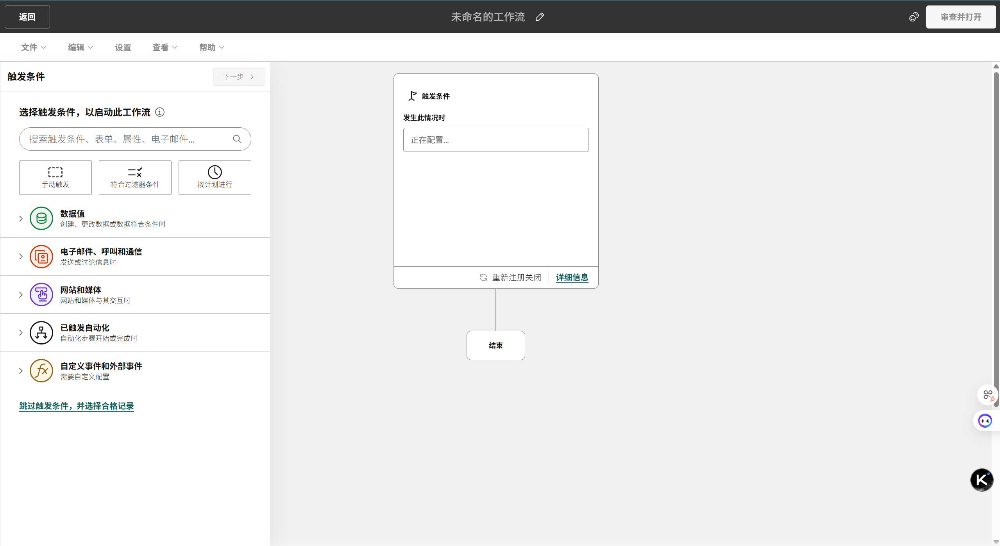 返回
未命名的工作流
审查并打开
文件
编辑
设置
查看
帮助
触发条件
下一步
选择触发条件，以启动此工作流
搜索触发条件、表单、属性、电子邮件...
手动触发
符合过滤器条件
按计划进行
数据值
创建、更改数据或数据符合条件时
电子邮件、呼叫和通信
发送或讨论信息时
网站和媒体
网站和媒体与其交互时
已触发自动化
自动化步骤开始或完成时
自定义事件和外部事件
需要自定义配置
跳过触发条件，并选择合格记录
触发条件
发生此情况时
正在配置...
重新注册关闭
详细信息
结束
K